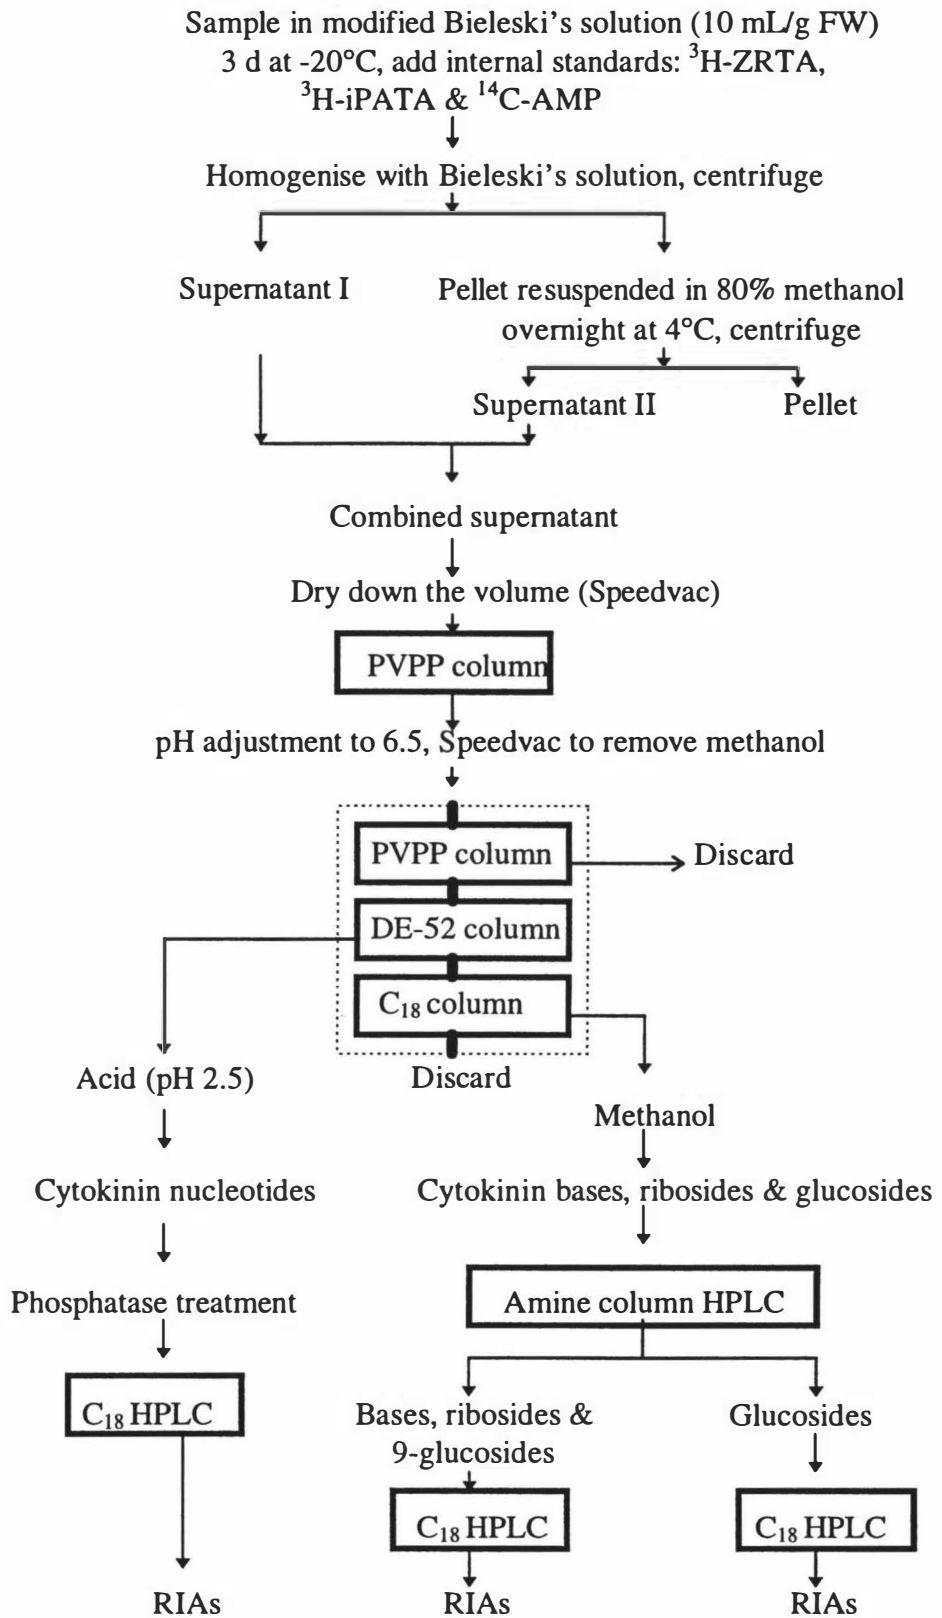 Sample in modified Bieleski's solution (10 mL/g FW)
3 d at -20°C, add internal standards: ³H-ZRTA,
³H-iPATA & ¹⁴C-AMP
Homogenise with Bieleski's solution, centrifuge
Supernatant I
Pellet resuspended in 80% methanol
overnight at 4°C, centrifuge
Supernatant II
Pellet
Combined supernatant
Dry down the volume (Speedvac)
PVPP column
pH adjustment to 6.5, Speedvac to remove methanol
PVPP column
Discard
DE-52 column
C₁₈ column
Acid (pH 2.5)
Discard
Methanol
Cytokinin nucleotides
Cytokinin bases, ribosides & glucosides
Phosphatase treatment
Amine column HPLC
C₁₈ HPLC
Bases, ribosides &
9-glucosides
Glucosides
C₁₈ HPLC
C₁₈ HPLC
RIAs
RIAs
RIAs